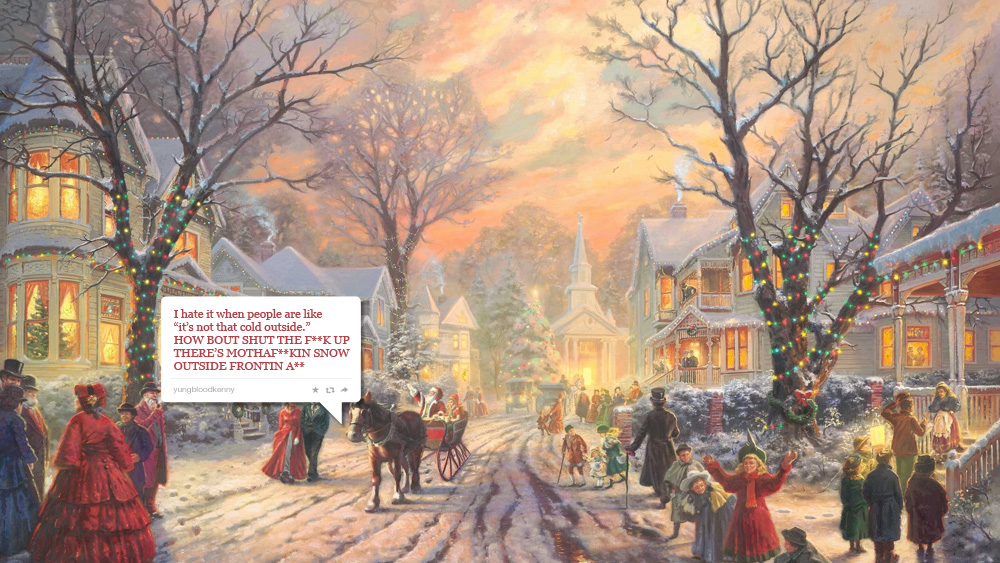 I hate it when people are like
“it’s not that cold outside.”
HOW BOUT SHUT THE F**K UP
THERE’S MOTHAF**KIN SNOW
OUTSIDE FRONTIN A**
yungbloodkenny